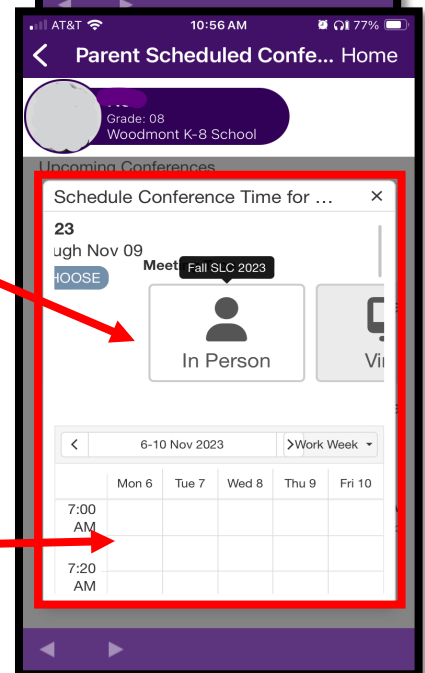 AT&T 10:56 AM 77%
Parent Scheduled Confe... Home
Grade: 08
Woodmont K-8 School
Upcoming Conferences
Schedule Conference Time for ... ×
23
ugh Nov 09
HOOSE
Meet
Fall SLC 2023
In Person
Vi
6-10 Nov 2023 Work Week
Mon 6 Tue 7 Wed 8 Thu 9 Fri 10
7:00
AM
7:20
AM